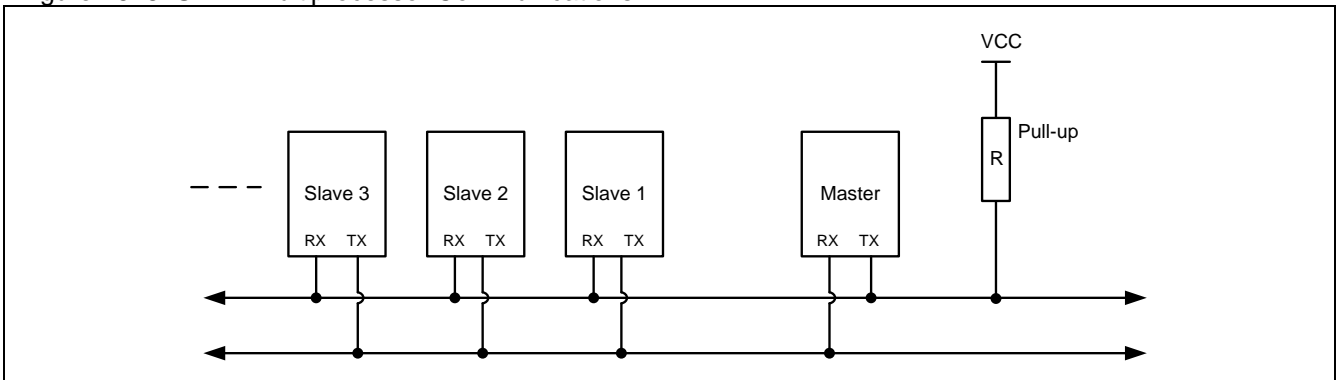 VCC
Pull-up
R
Slave 3 Slave 2 Slave 1 Master
RX TX RX TX RX TX RX TX